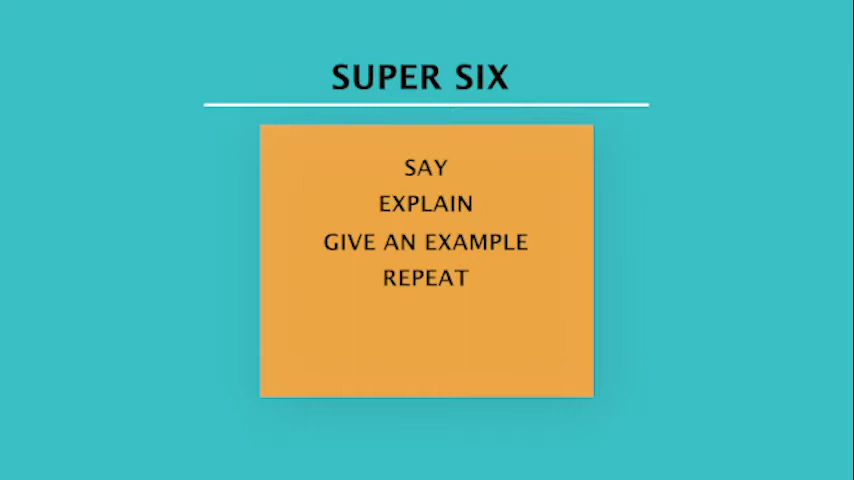 SUPER SIX
SAY
EXPLAIN
GIVE AN EXAMPLE
REPEAT